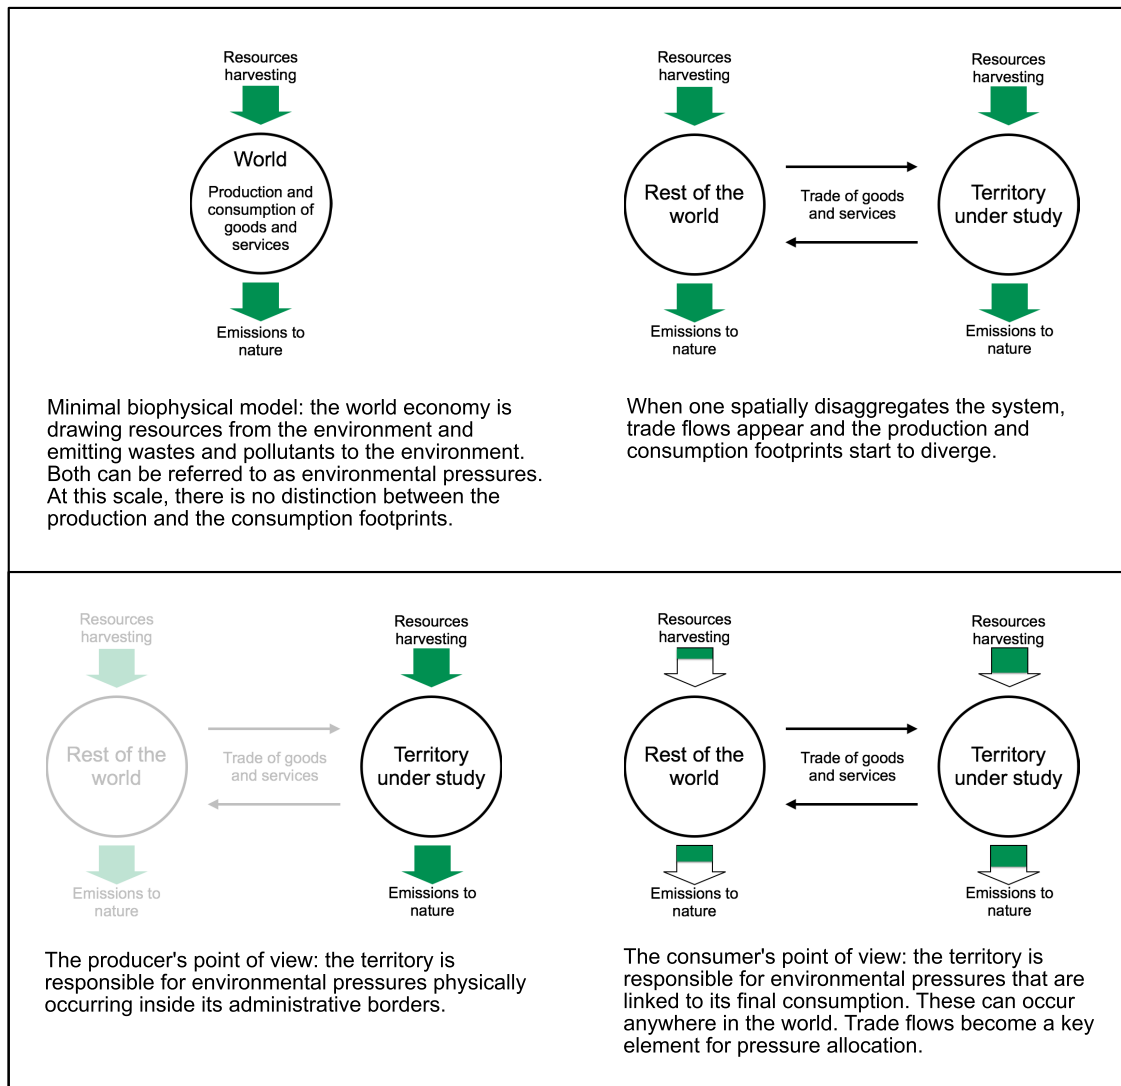 Resources
harvesting
World
Production and
consumption of
goods and
services
Emissions to
nature
Minimal biophysical model: the world economy is
drawing resources from the environment and
emitting wastes and pollutants to the environment.
Both can be referred to as environmental pressures.
At this scale, there is no distinction between the
production and the consumption footprints.
Resources
harvesting
Rest of the
world
Emissions to
nature
Trade of goods
and services
Resources
harvesting
Territory
under study
Emissions to
nature
When one spatially disaggregates the system,
trade flows appear and the production and
consumption footprints start to diverge.
Resources
harvesting
Rest of the
world
Emissions to
nature
Trade of goods
and services
Resources
harvesting
Territory
under study
Emissions to
nature
The producer's point of view: the territory is
responsible for environmental pressures physically
occurring inside its administrative borders.
Resources
harvesting
Rest of the
world
Emissions to
nature
Trade of goods
and services
Resources
harvesting
Territory
under study
Emissions to
nature
The consumer's point of view: the territory is
responsible for environmental pressures that are
linked to its final consumption. These can occur
anywhere in the world. Trade flows become a key
element for pressure allocation.